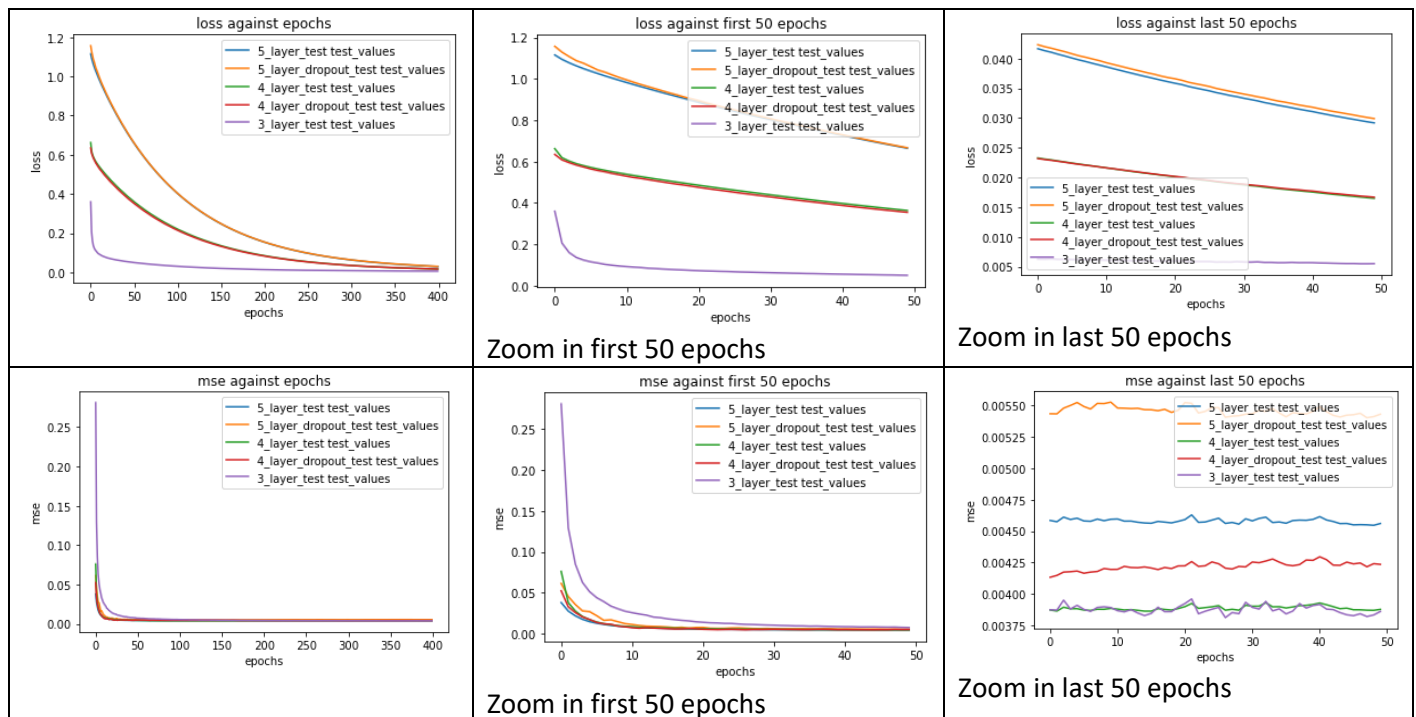 loss against epochs
1.2
1.0
0.8
0.6
0.4
0.2
0.0
loss
5_layer_test test_values
5_layer_dropout_test test_values
4_layer_test test_values
4_layer_dropout_test test_values
3_layer_test test_values
0 50 100 150 200 250 300 350 400
epochs
loss against first 50 epochs
1.2
1.0
0.8
0.6
0.4
0.2
0.0
loss
5_layer_test test_values
5_layer_dropout_test test_values
4_layer_test test_values
4_layer_dropout_test test_values
3_layer_test test_values
0 10 20 30 40 50
epochs
Zoom in first 50 epochs
loss against last 50 epochs
0.040
0.035
0.030
0.025
0.020
0.015
0.010
0.005
loss
5_layer_test test_values
5_layer_dropout_test test_values
4_layer_test test_values
4_layer_dropout_test test_values
3_layer_test test_values
0 10 20 30 40 50
epochs
Zoom in last 50 epochs
mse against epochs
0.25
0.20
0.15
0.10
0.05
0.00
mse
5_layer_test test_values
5_layer_dropout_test test_values
4_layer_test test_values
4_layer_dropout_test test_values
3_layer_test test_values
0 50 100 150 200 250 300 350 400
epochs
mse against first 50 epochs
0.25
0.20
0.15
0.10
0.05
0.00
mse
5_layer_test test_values
5_layer_dropout_test test_values
4_layer_test test_values
4_layer_dropout_test test_values
3_layer_test test_values
0 10 20 30 40 50
epochs
Zoom in first 50 epochs
mse against last 50 epochs
0.00550
0.00525
0.00500
0.00475
0.00450
0.00425
0.00400
0.00375
mse
5_layer_test test_values
5_layer_dropout_test test_values
4_layer_test test_values
4_layer_dropout_test test_values
3_layer_test test_values
0 10 20 30 40 50
epochs
Zoom in last 50 epochs